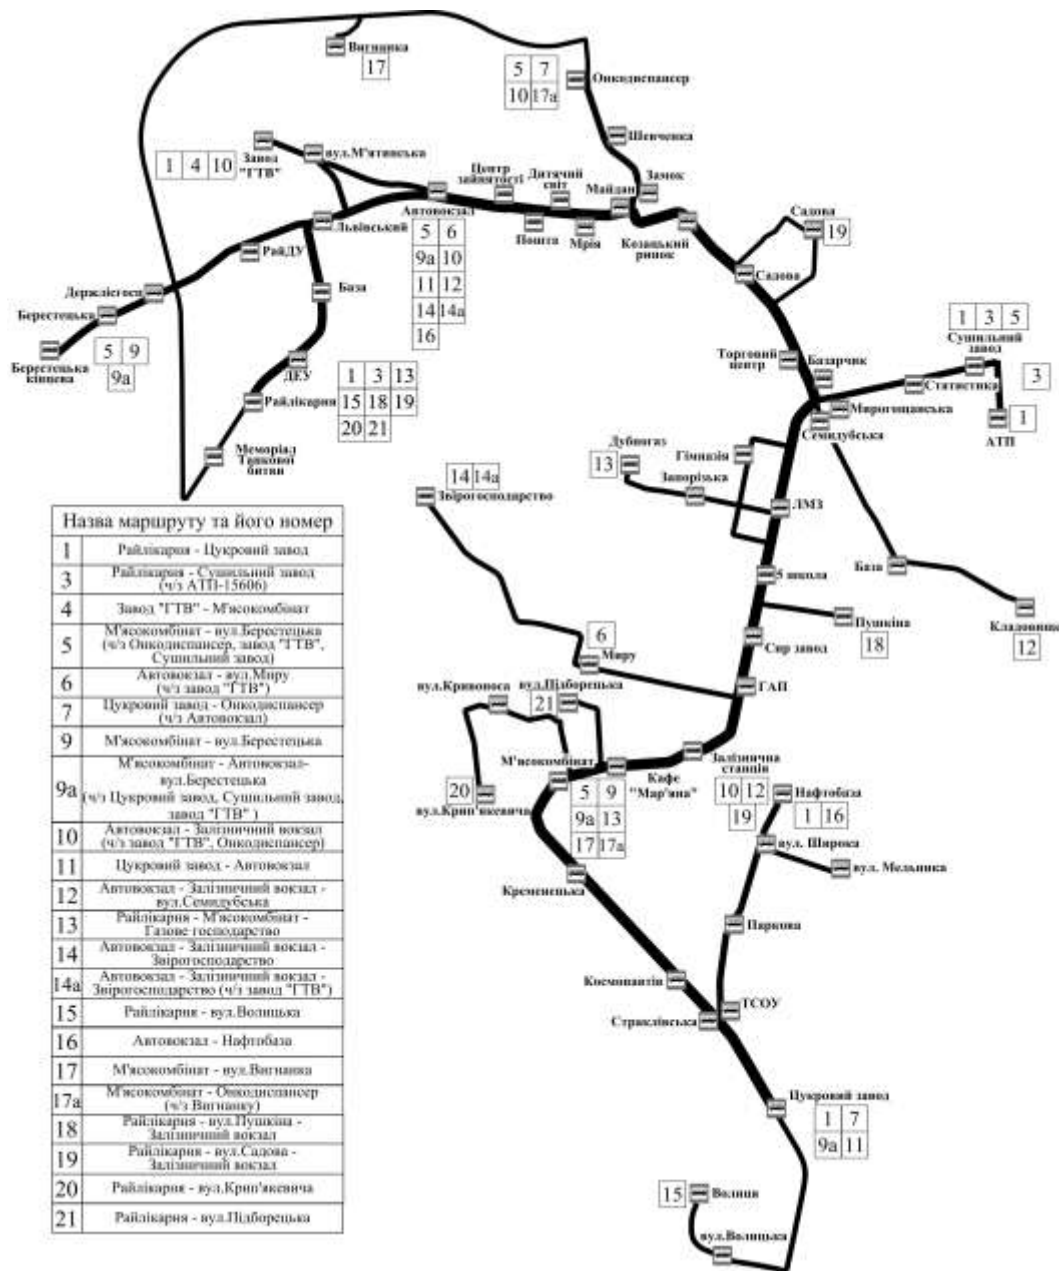 Вигнанка
17
5 7
10 17а
Онкодиспансер
Шевченка
Замок
Майдан
Дитячий
світ
Центр
зайнятості
вул.М'ятинська
Завод
"ГТВ"
1 4 10
Автовокзал
Пошта
Мрія
Козацький
ринок
Садова
19
Садова
Львівський
5 6
9а 10
11 12
14 14а
16
РайДУ
Держлісгосп
Берестецька
Берестецька
кінцева
5 9
9а
База
ДЕУ
1 3 13
15 18 19
20 21
Райлікарня
Меморіал
Танкової
битви
Торговий
центр
Базарчик
1 3 5
Сушильний
завод
3
Статистика
1
АТП
Мирогощанська
Семидубська
Дубногаз
13
Гімназія
Запорізька
ЛМЗ
14 14а
Звірогосподарство
5 школа
База
Кладовище
12
Пушкіна
18
Сир завод
6
Миру
ГАП
вул.Кривоноса
вул.Підборецька
21
М'ясокомбінат
Кафе
"Мар'яна"
Залізнична
станція
10 12
19
20
вул.Крип'якевича
5 9
9а 13
17 17а
Нафтобаза
1 16
вул. Широка
вул. Мельника
Кременецька
Паркова
Космонавтів
ТСОУ
Страклівська
Цукровий завод
1 7
9а 11
15
Волиця
вул.Волицька
Назва маршруту та його номер
1 Райлікарня - Цукровий завод
3 Райлікарня - Сушильний завод
(ч/з АТП-15606)
4 Завод "ГТВ" - М'ясокомбінат
5 М'ясокомбінат - вул.Берестецька
(ч/з Онкодиспансер, завод "ГТВ",
Сушильний завод)
6 Автовокзал - вул.Миру
(ч/з завод "ГТВ")
7 Цукровий завод - Онкодиспансер
(ч/з Автовокзал)
9 М'ясокомбінат - вул.Берестецька
9а М'ясокомбінат - Автовокзал-
вул.Берестецька
(ч/з Цукровий завод, Сушильний завод,
завод "ГТВ" )
10 Автовокзал - Залізничний вокзал
(ч/з завод "ГТВ", Онкодиспансер)
11 Цукровий завод - Автовокзал
12 Автовокзал - Залізничний вокзал -
вул.Семидубська
13 Райлікарня - М'ясокомбінат -
Газове господарство
14 Автовокзал - Залізничний вокзал -
Звірогосподарство
14а Автовокзал - Залізничний вокзал -
Звірогосподарство (ч/з завод "ГТВ")
15 Райлікарня - вул.Волицька
16 Автовокзал - Нафтобаза
17 М'ясокомбінат - вул.Вигнанка
17а М'ясокомбінат - Онкодиспансер
(ч/з Вигнанку)
18 Райлікарня - вул.Пушкіна -
Залізничний вокзал
19 Райлікарня - вул.Садова -
Залізничний вокзал
20 Райлікарня - вул.Крип'якевича
21 Райлікарня - вул.Підборецька